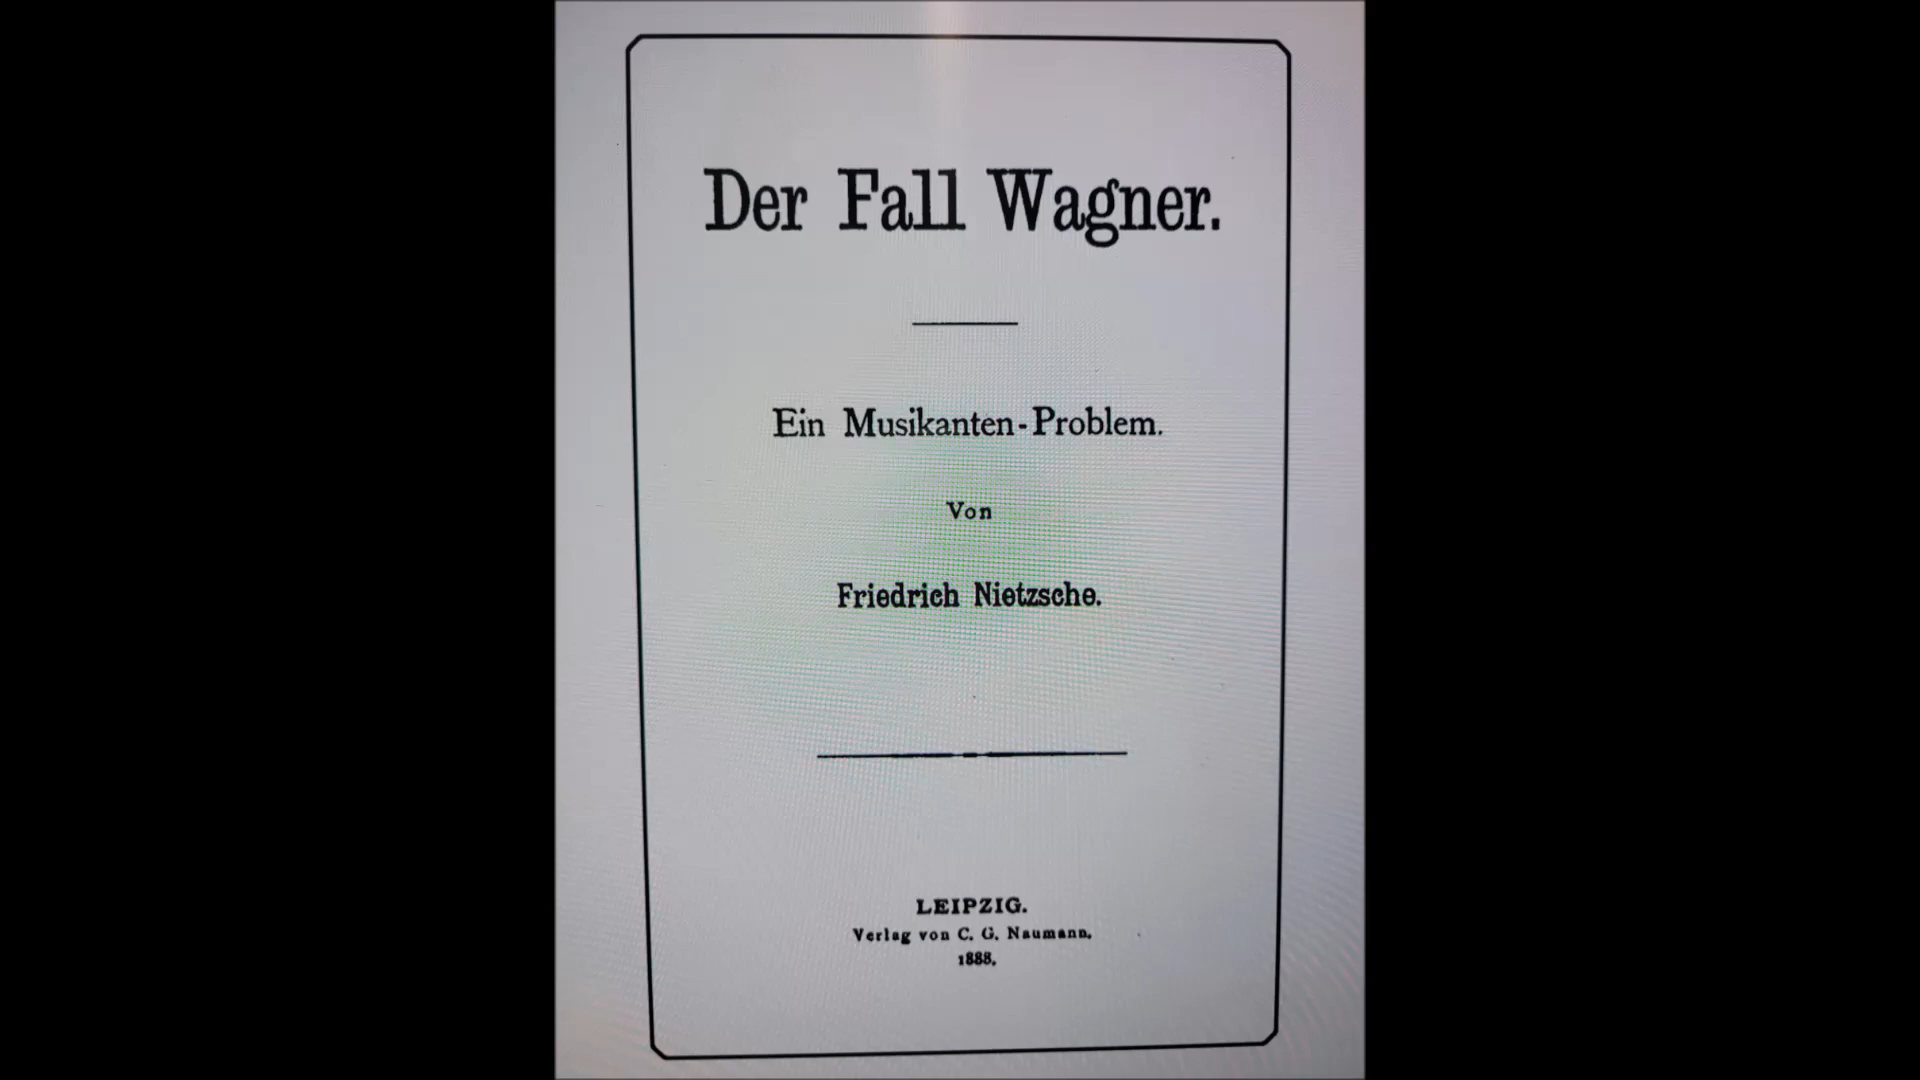 Der Fall Wagner.
Ein Musikanten-Problem.
Von
Friedrich Nietzsche.
LEIPZIG.
Verlag von C. G. Naumann.
1888.